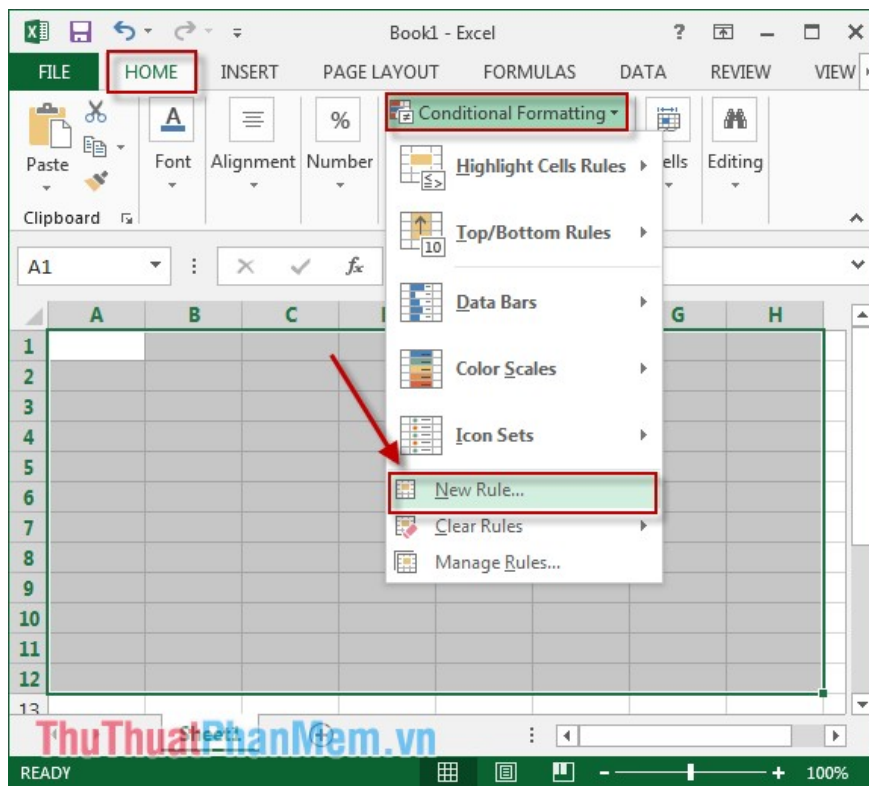 Book1 - Excel
?
FILE HOME INSERT PAGE LAYOUT FORMULAS DATA REVIEW VIEW
Conditional Formatting
Paste
A
Font
Alignment
%
Number
Editing
Clipboard
Highlight Cells Rules
Top/Bottom Rules
10
Data Bars
Color Scales
Icon Sets
New Rule...
Clear Rules
Manage Rules...
A1
fx
A B C G H
1
2
3
4
5
6
7
8
9
10
11
12
13
Sheet1
ThuThuatPhanMem.vn
READY
100%